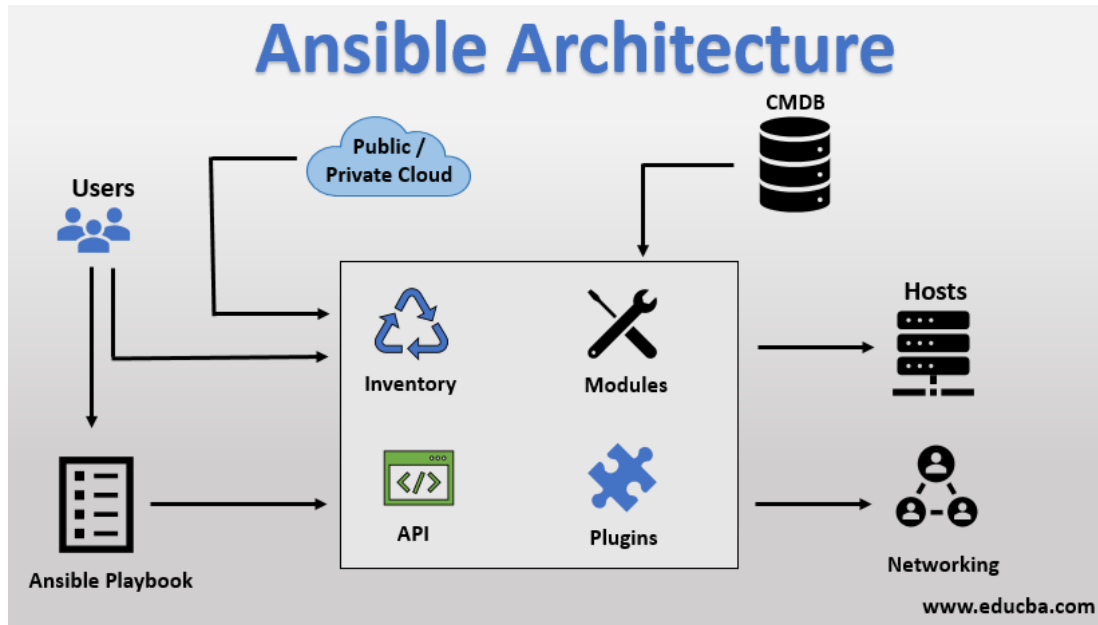 Ansible Architecture
CMDB
Public /
Private Cloud
Users
Hosts
Inventory
Modules
</>
API
Plugins
Ansible Playbook
Networking
www.educba.com